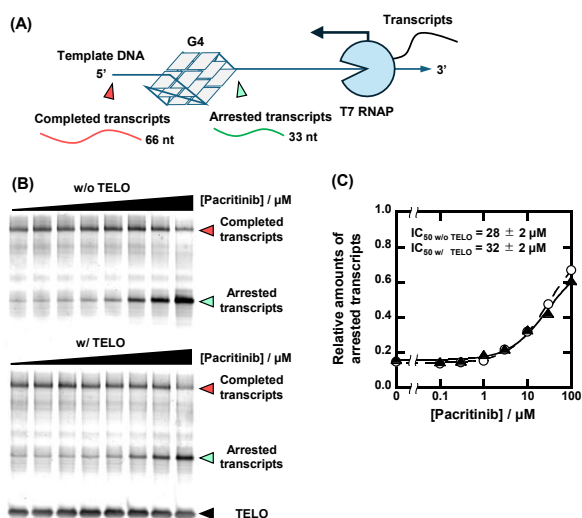 (A)
Transcripts
G4
Template DNA
5’
3’
T7 RNAP
Completed transcripts
66 nt
Arrested transcripts
33 nt
(B)
w/o TELO
[Pacritinib] / μM
Completed
transcripts
Arrested
transcripts
w/ TELO
[Pacritinib] / μM
Completed
transcripts
Arrested
transcripts
TELO
(C)
IC50 w/o TELO = 28 ± 2 μM
IC50 w/ TELO = 32 ± 2 μM
Relative amounts of
arrested transcripts
1.0
0.8
0.6
0.4
0.2
0.0
0 0.1 1 10 100
[Pacritinib] / μM